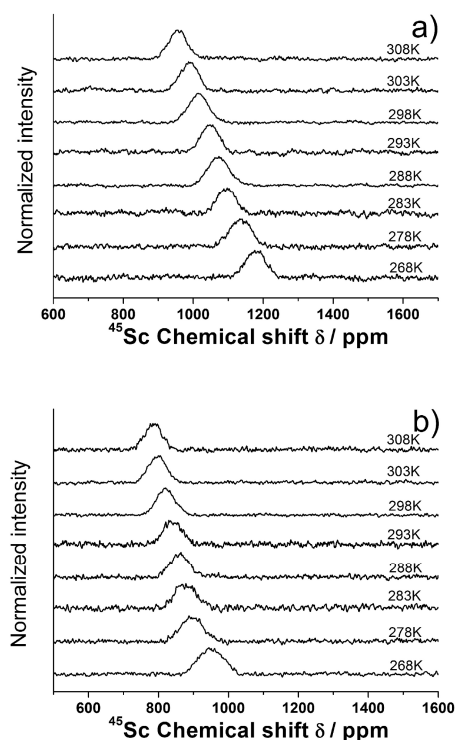 a)
Normalized intensity
308K
303K
298K
293K
288K
283K
278K
268K
600 800 1000 1200 1400 1600
⁴⁵Sc Chemical shift δ / ppm
b)
Normalized intensity
308K
303K
298K
293K
288K
283K
278K
268K
600 800 1000 1200 1400 1600
⁴⁵Sc Chemical shift δ / ppm